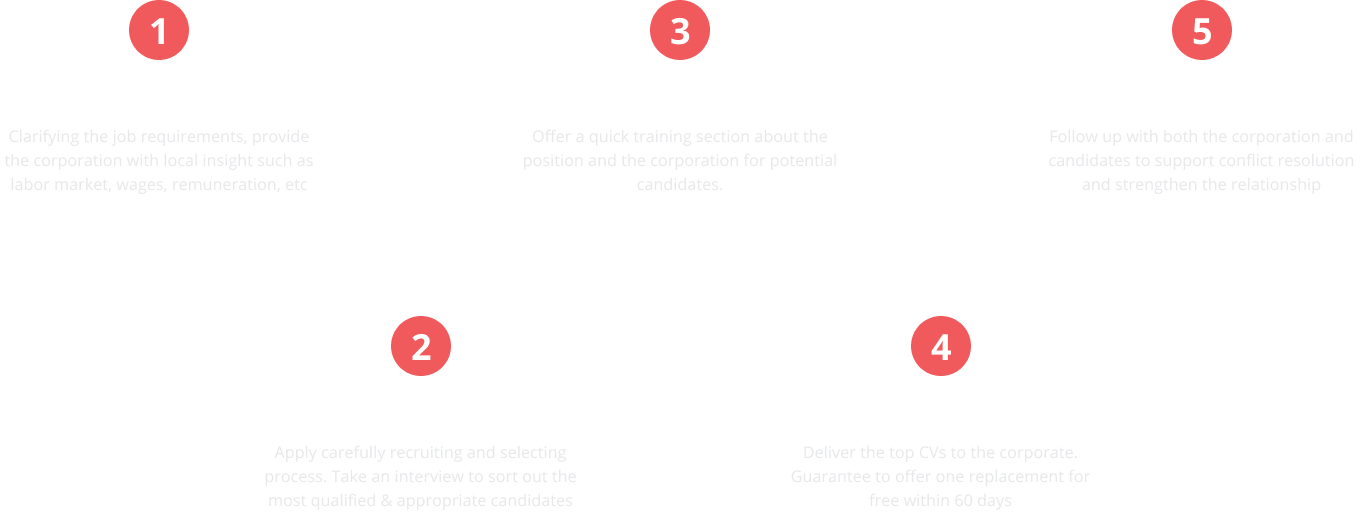 1
Clarifying the job requirements, provide
the corporation with local insight such as
labor market, wages, remuneration, etc
2
Apply carefully recruiting and selecting
process. Take an interview to sort out the
most qualified & appropriate candidates
3
Offer a quick training section about the
position and the corporation for potential
candidates.
4
Deliver the top CVs to the corporate.
Guarantee to offer one replacement for
free within 60 days
5
Follow up with both the corporation and
candidates to support conflict resolution
and strengthen the relationship